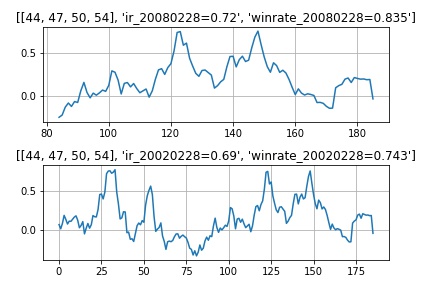 [[44, 47, 50, 54], 'ir_20080228=0.72', 'winrate_20080228=0.835']
0.5
0.0
80 100 120 140 160 180
[[44, 47, 50, 54], 'ir_20020228=0.69', 'winrate_20020228=0.743']
0.5
0.0
0 25 50 75 100 125 150 175